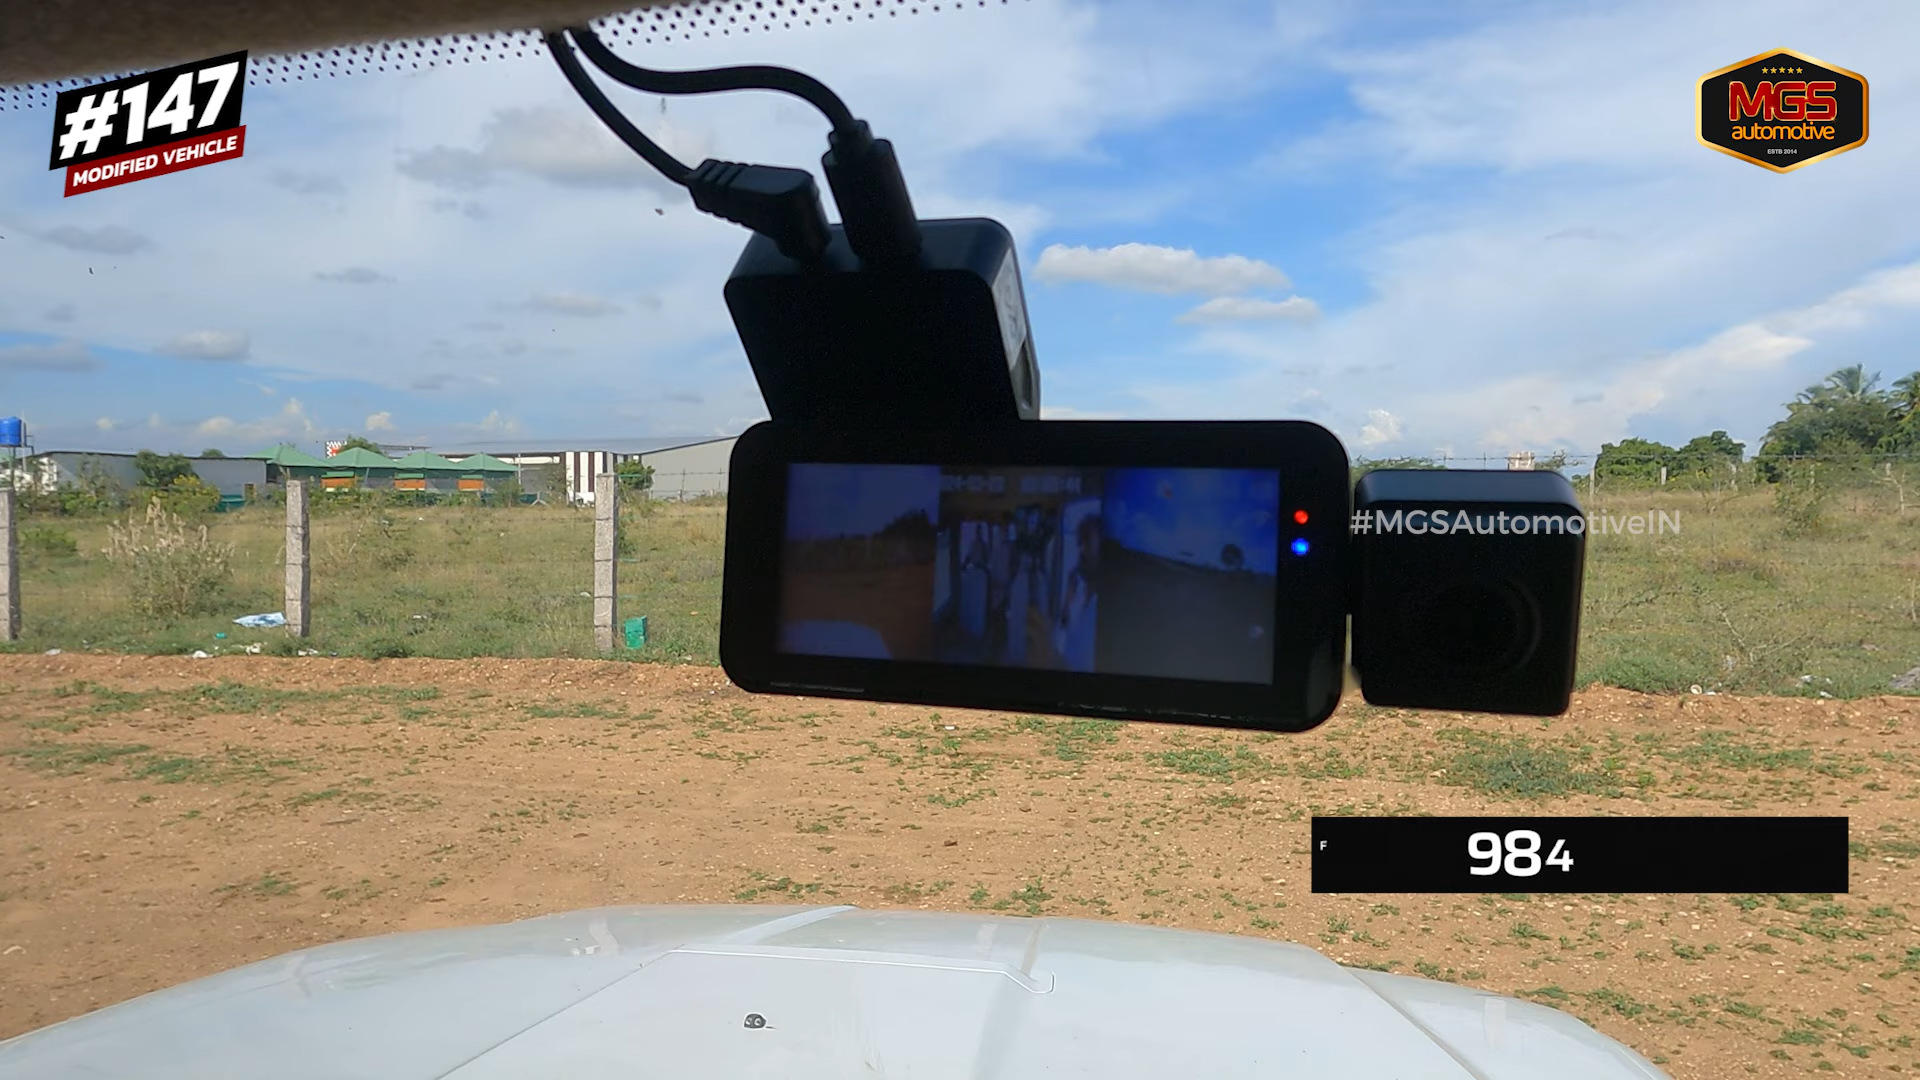 #147
MODIFIED VEHICLE
MGS
automotive
ESTB 2014
#MGSAutomotiveIN
F
984